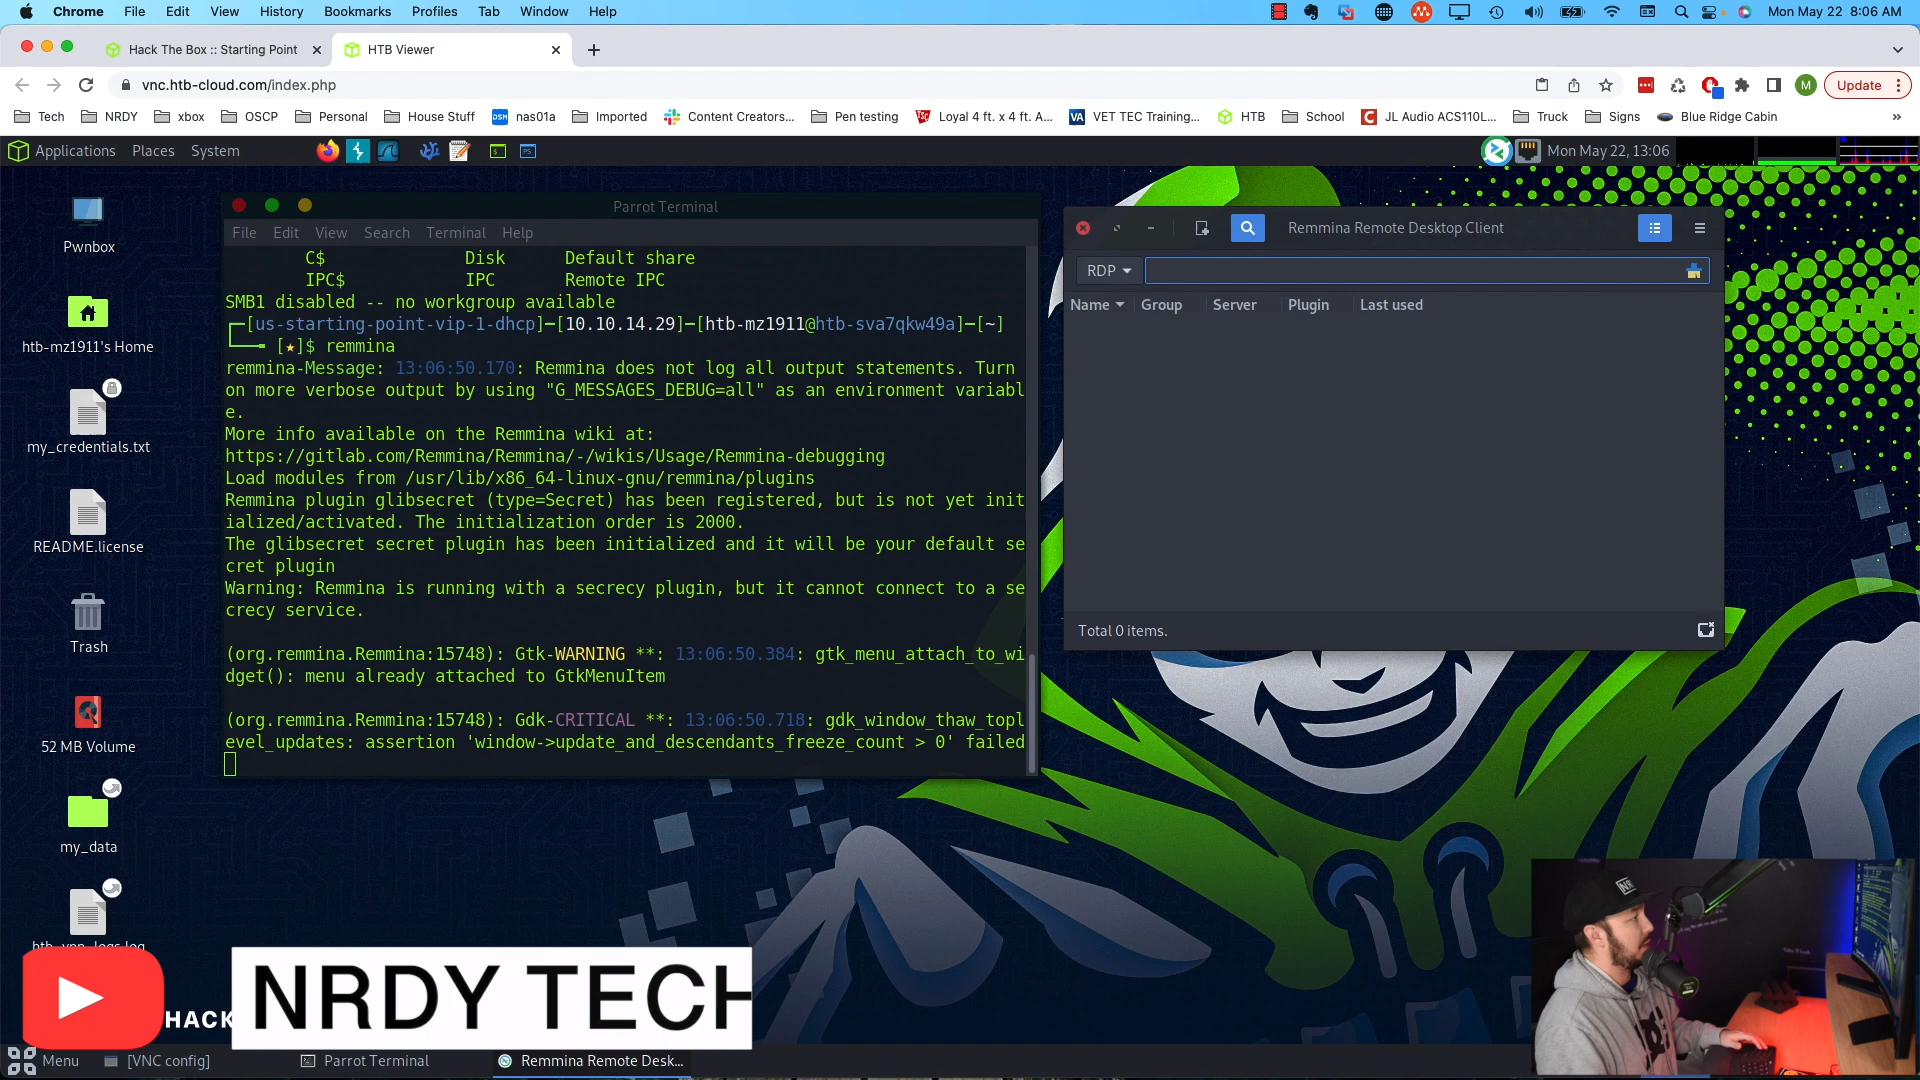 Chrome File Edit View History Bookmarks Profiles Tab Window Help Mon May 22 8:06 AM
Hack The Box :: Starting Point HTB Viewer
vnc.htb-cloud.com/index.php M Update
Tech NRDY xbox OSCP Personal House Stuff nas01a Imported Content Creators... Pen testing Loyal 4 ft. x 4 ft. A... VET TEC Training... HTB School JL Audio ACS110L... Truck Signs Blue Ridge Cabin »
Applications Places System Mon May 22, 13:06
Parrot Terminal
File Edit View Search Terminal Help
C$ Disk Default share
IPC$ IPC Remote IPC
SMB1 disabled -- no workgroup available
┌─[us-starting-point-vip-1-dhcp]─[10.10.14.29]─[htb-mz1911@htb-sva7qkw49a]─[~]
└──╼ [★]$ remmina
remmina-Message: 13:06:50.170: Remmina does not log all output statements. Turn
on more verbose output by using "G_MESSAGES_DEBUG=all" as an environment variabl
e.
More info available on the Remmina wiki at:
https://gitlab.com/Remmina/Remmina/-/wikis/Usage/Remmina-debugging
Load modules from /usr/lib/x86_64-linux-gnu/remmina/plugins
Remmina plugin glibsecret (type=Secret) has been registered, but is not yet init
ialized/activated. The initialization order is 2000.
The glibsecret secret plugin has been initialized and it will be your default se
cret plugin
Warning: Remmina is running with a secrecy plugin, but it cannot connect to a se
crecy service.
(org.remmina.Remmina:15748): Gtk-WARNING **: 13:06:50.384: gtk_menu_attach_to_wi
dget(): menu already attached to GtkMenuItem
(org.remmina.Remmina:15748): Gdk-CRITICAL **: 13:06:50.718: gdk_window_thaw_topl
evel_updates: assertion 'window->update_and_descendants_freeze_count > 0' failed
Remmina Remote Desktop Client
RDP
Name Group Server Plugin Last used
Total 0 items.
Pwnbox
htb-mz1911's Home
my_credentials.txt
README.license
Trash
52 MB Volume
my_data
htb_vpn_logs.log
HACK
NRDY TECH
Menu [VNC config] Parrot Terminal Remmina Remote Desk...